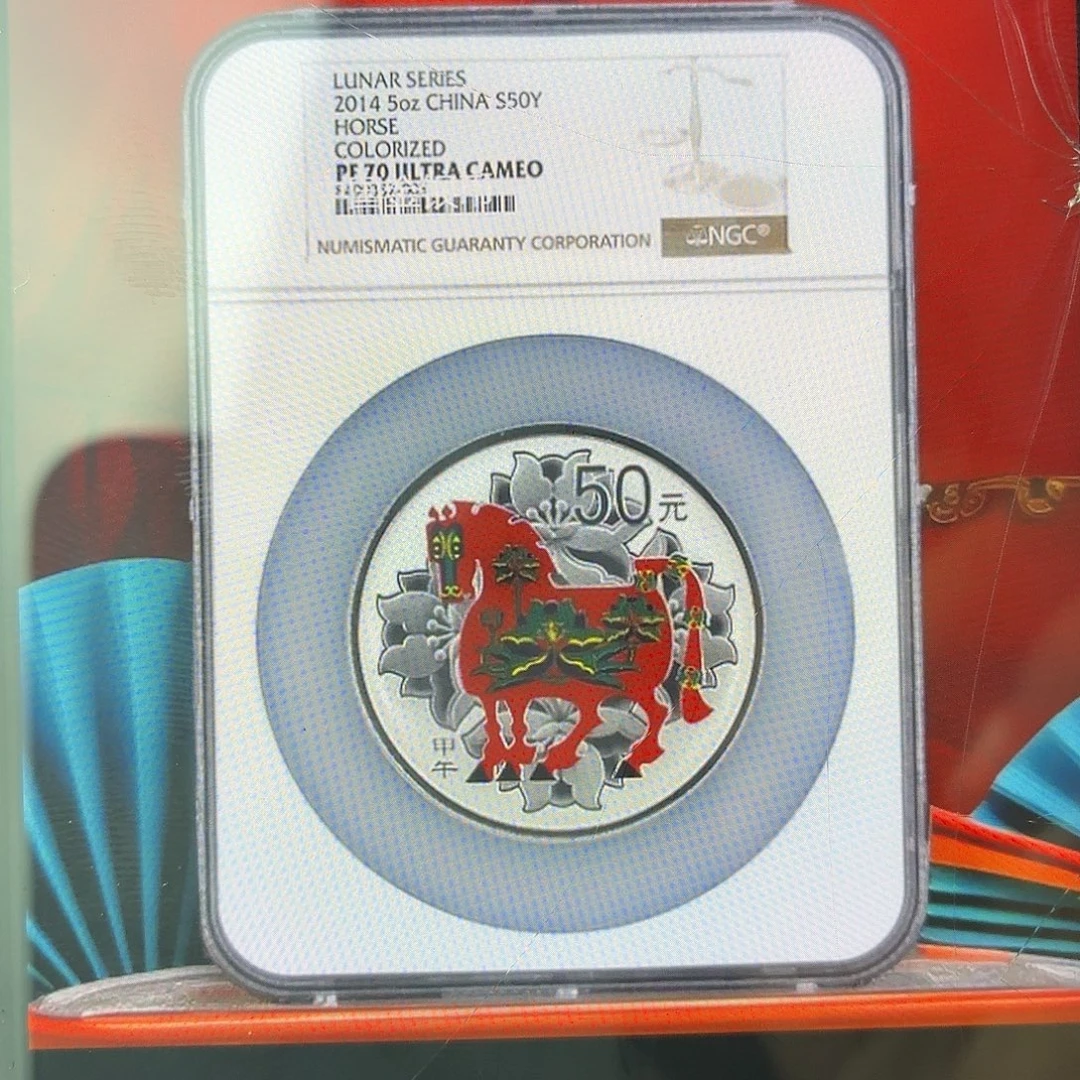 LUNAR SERIES
2014 5oz CHINA S50Y
HORSE
COLORIZED
PF 70 ULTRA CAMEO
NUMISMATIC GUARANTY CORPORATION
NGC®
50元
甲午